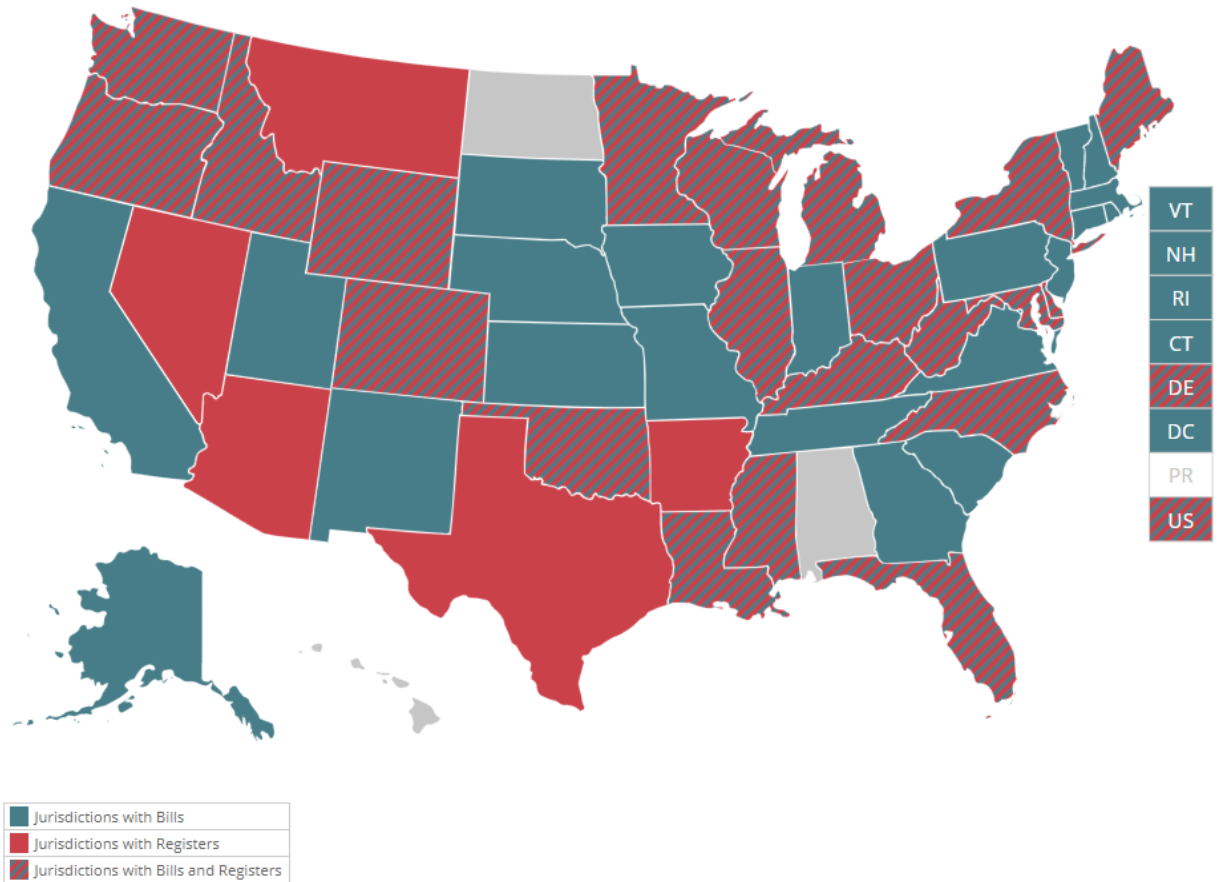 VT
NH
RI
CT
DE
DC
PR
US
Jurisdictions with Bills
Jurisdictions with Registers
Jurisdictions with Bills and Registers